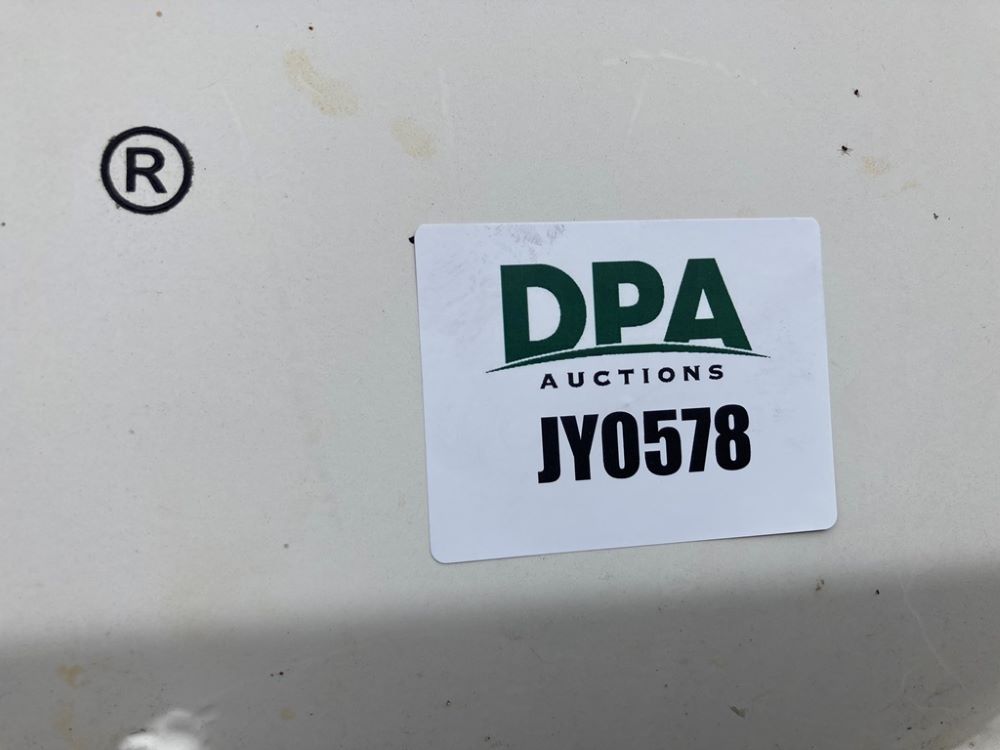 ®
DPA
AUCTIONS
JY0578